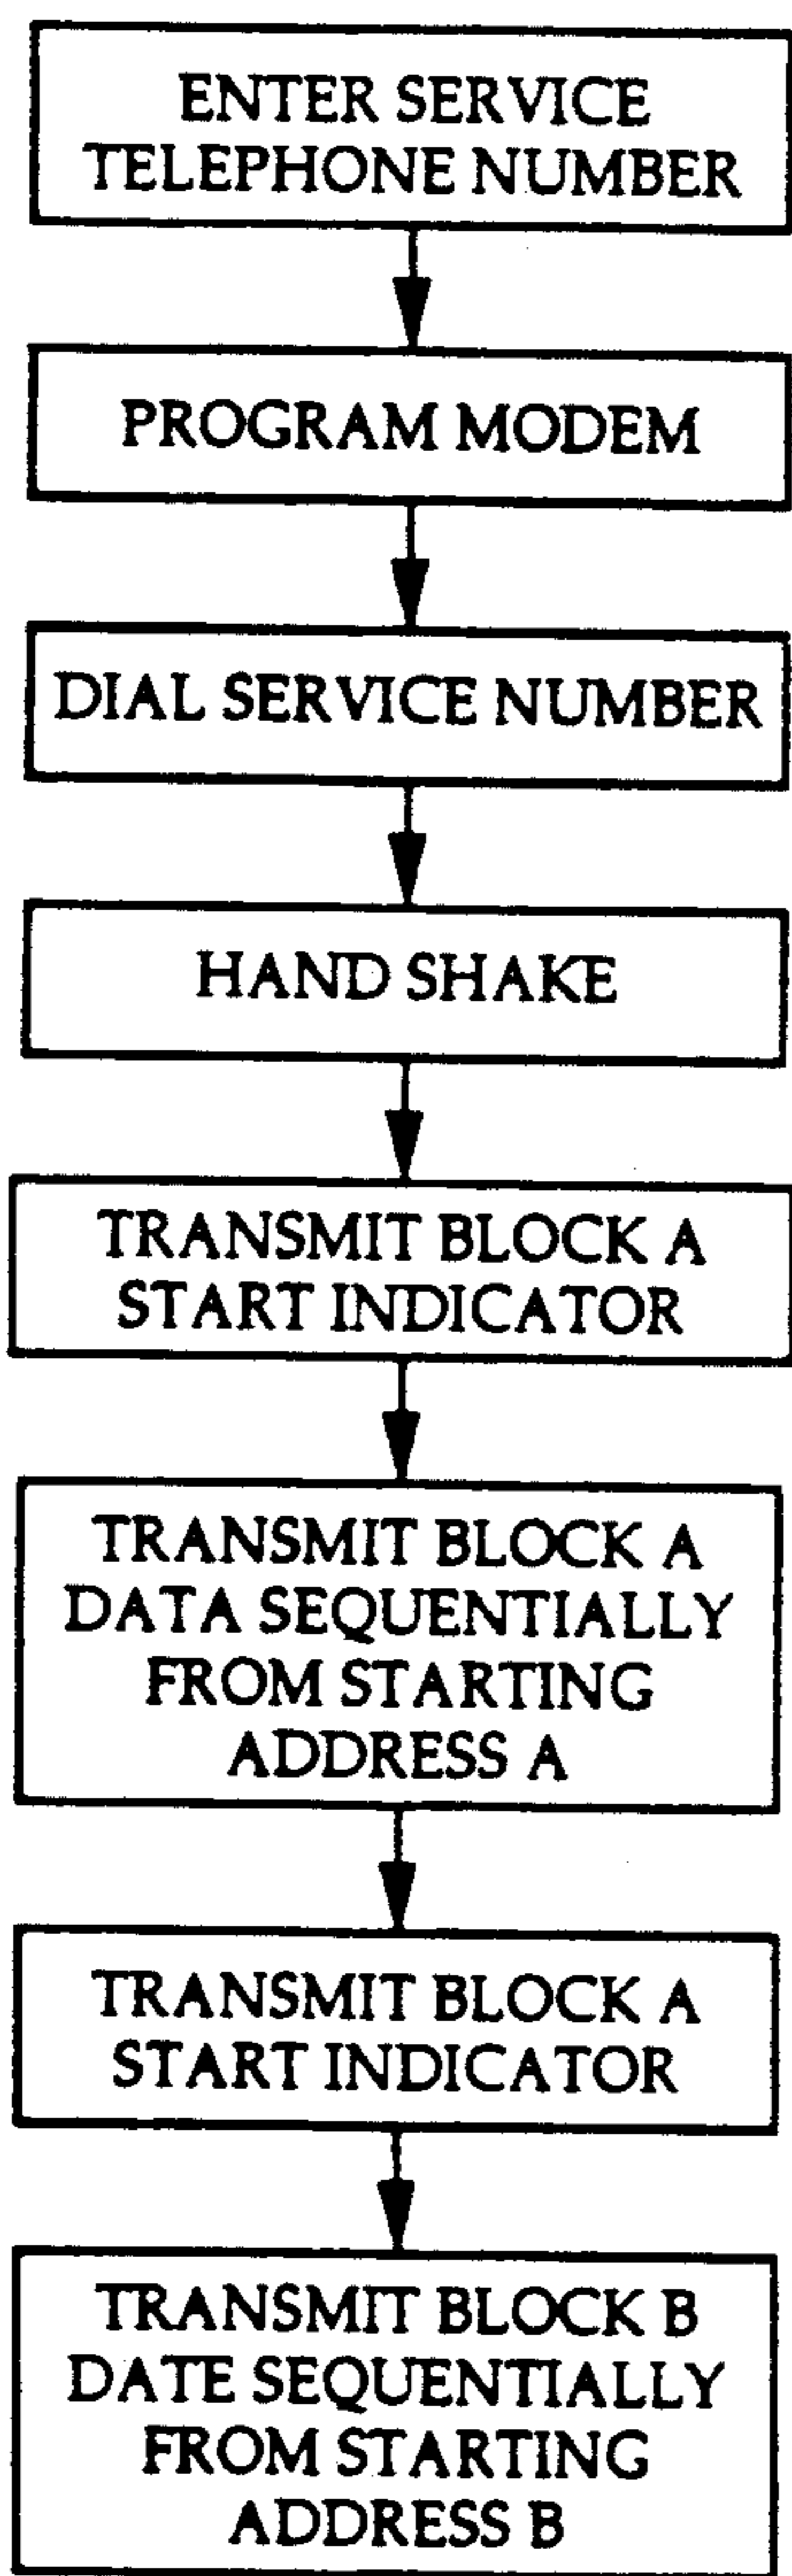 ENTER SERVICE
TELEPHONE NUMBER
PROGRAM MODEM
DIAL SERVICE NUMBER
HAND SHAKE
TRANSMIT BLOCK A
START INDICATOR
TRANSMIT BLOCK A
DATA SEQUENTIALLY
FROM STARTING
ADDRESS A
TRANSMIT BLOCK A
START INDICATOR
TRANSMIT BLOCK B
DATE SEQUENTIALLY
FROM STARTING
ADDRESS B